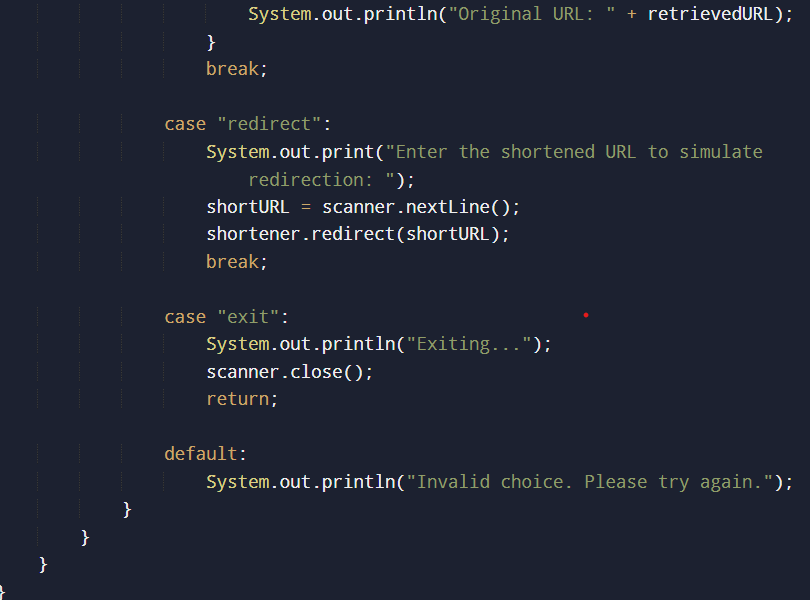 System.out.println("Original URL: " + retrievedURL);
}
break;
case "redirect":
System.out.print("Enter the shortened URL to simulate
redirection: ");
shortURL = scanner.nextLine();
shortener.redirect(shortURL);
break;
case "exit":
System.out.println("Exiting...");
scanner.close();
return;
default:
System.out.println("Invalid choice. Please try again.");
}
}
}
}